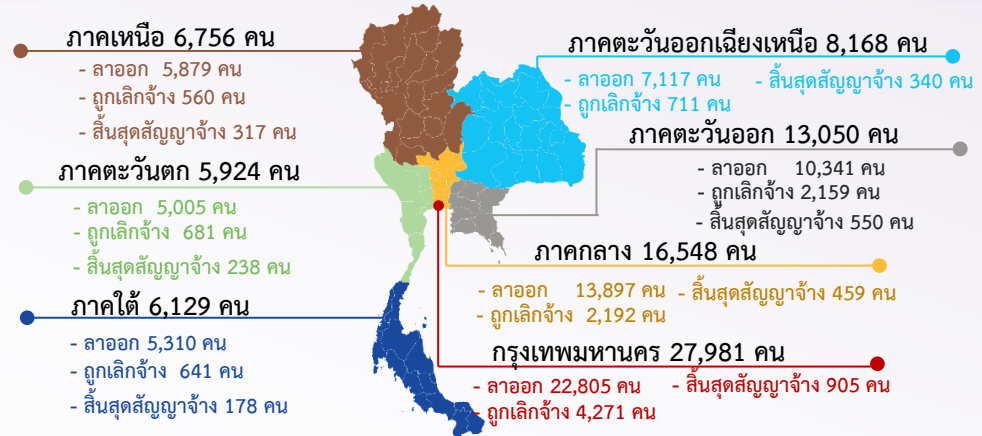 ภาคเหนือ 6,756 คน
- ลาออก 5,879 คน
- ถูกเลิกจ้าง 560 คน
- สิ้นสุดสัญญาจ้าง 317 คน
ภาคตะวันออกเฉียงเหนือ 8,168 คน
- ลาออก 7,117 คน - สิ้นสุดสัญญาจ้าง 340 คน
- ถูกเลิกจ้าง 711 คน
ภาคตะวันออก 13,050 คน
- ลาออก 10,341 คน
- ถูกเลิกจ้าง 2,159 คน
- สิ้นสุดสัญญาจ้าง 550 คน
ภาคตะวันตก 5,924 คน
- ลาออก 5,005 คน
- ถูกเลิกจ้าง 681 คน
- สิ้นสุดสัญญาจ้าง 238 คน
ภาคกลาง 16,548 คน
- ลาออก 13,897 คน - สิ้นสุดสัญญาจ้าง 459 คน
- ถูกเลิกจ้าง 2,192 คน
ภาคใต้ 6,129 คน
- ลาออก 5,310 คน
- ถูกเลิกจ้าง 641 คน
- สิ้นสุดสัญญาจ้าง 178 คน
กรุงเทพมหานคร 27,981 คน
- ลาออก 22,805 คน - สิ้นสุดสัญญาจ้าง 905 คน
- ถูกเลิกจ้าง 4,271 คน